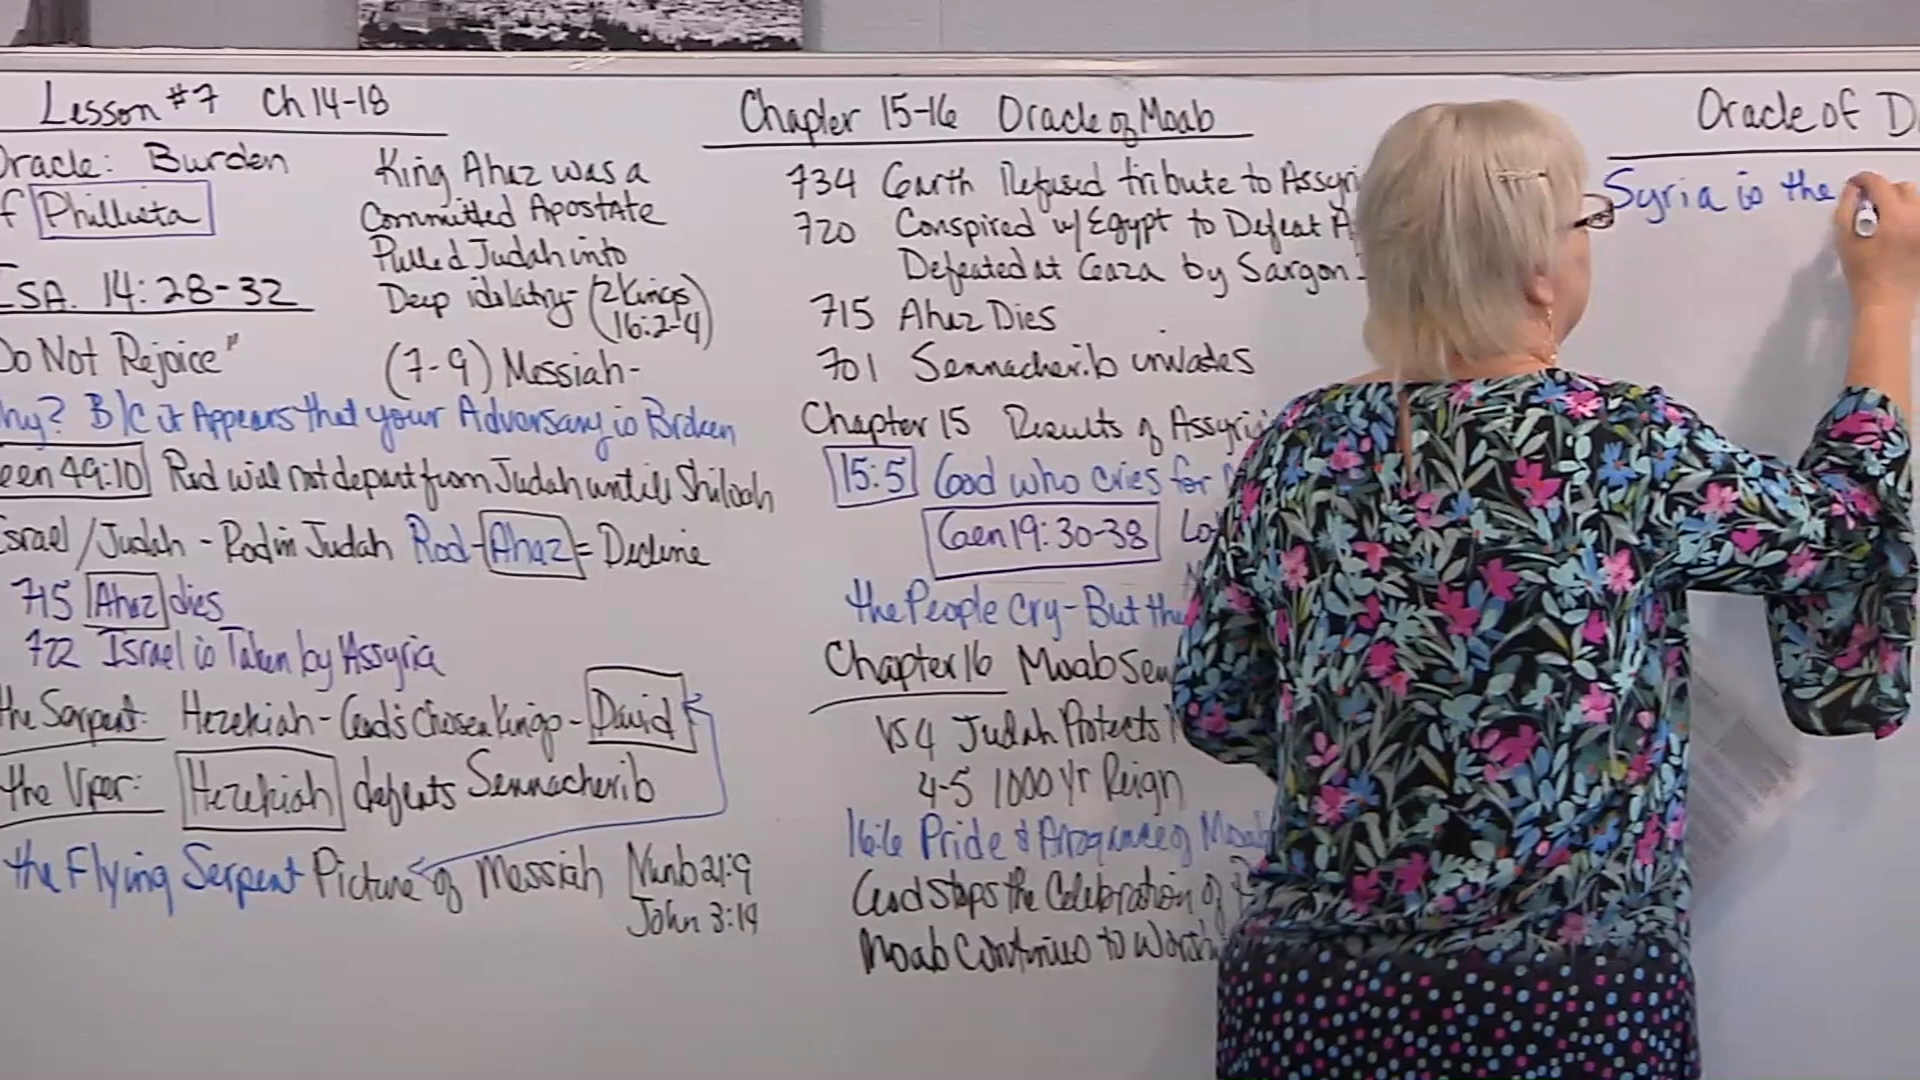 Lesson #7 Ch 14-18
Oracle: Burden
of Philistia
ISA. 14:28-32
Do Not Rejoice"
King Ahaz was a
Committed Apostate
Pulled Judah into
Deep idolatry- (2 Kings
16:2-4)
(7-9) Messiah-
Why? B/C it Appears that your Adversary is Broken
Geen 49:10 Rod will not depart from Judah until Shiloah
Israel/Judah - Rod in Judah Rod - Ahaz = Decline
715 Ahaz dies
722 Israel is Taken by Assyria
the Serpent: Hezekiah - God's Chosen Kings - David
the Viper: Hezekiah defeats Sennacherib
the Flying Serpent Picture of Messiah Numb 21:9
John 3:14
Chapter 15-16 Oracle of Moab
734 Gath Refused tribute to Assyri
720 Conspired w/Egypt to Defeat A
Defeated at Gaza by Sargon
715 Ahaz Dies
701 Sennacherib invades
Chapter 15 Results of Assyri
15:5 God who cries for
Gen 19:30-38 Lo
the People Cry - But th
Chapter 16 Moab Sen
VS 4 Judah Protects
4-5 1000 Yr Reign
16:6 Pride & Arrogance of Moab
God stops the Celebration of
Moab Continues to Worsh
Oracle of D
Syria is the